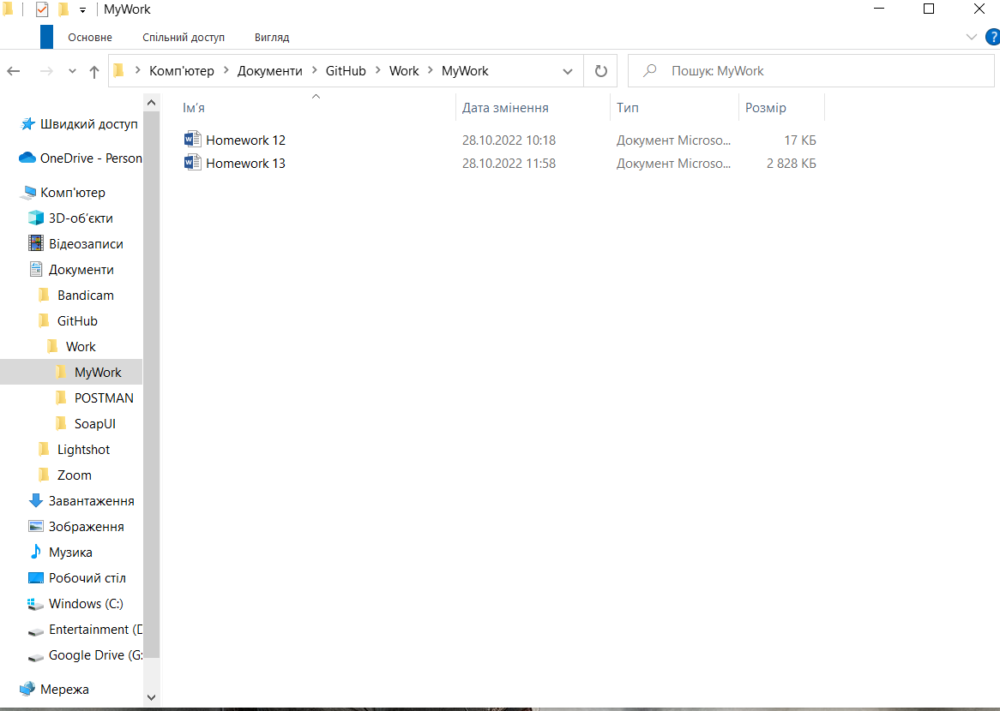 MyWork
Основне Спільний доступ Вигляд ?
Комп'ютер Документи GitHub Work MyWork Пошук: MyWork
Ім’я Дата змінення Тип Розмір
Homework 12 28.10.2022 10:18 Документ Microso... 17 КБ
Homework 13 28.10.2022 11:58 Документ Microso... 2 828 КБ
Швидкий доступ
OneDrive - Person
Комп'ютер
3D-об’єкти
Відеозаписи
Документи
Bandicam
GitHub
Work
MyWork
POSTMAN
SoapUI
Lightshot
Zoom
Завантаження
Зображення
Музика
Робочий стіл
Windows (C:)
Entertainment (D
Google Drive (G:
Мережа